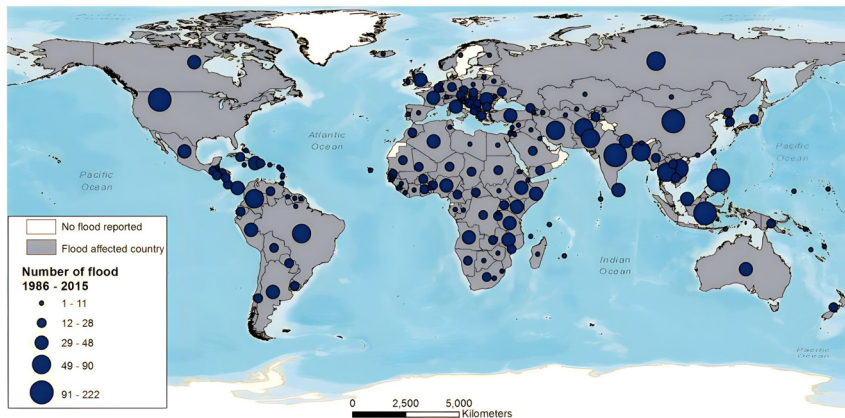 Atlantic
Ocean
Pacific
Ocean
Pacific
Ocean
Indian
Ocean
Pacific
Ocean
No flood reported
Flood affected country
Number of flood
1986 - 2015
1 - 11
12 - 28
29 - 48
49 - 90
91 - 222
0 2,500 5,000
Kilometers